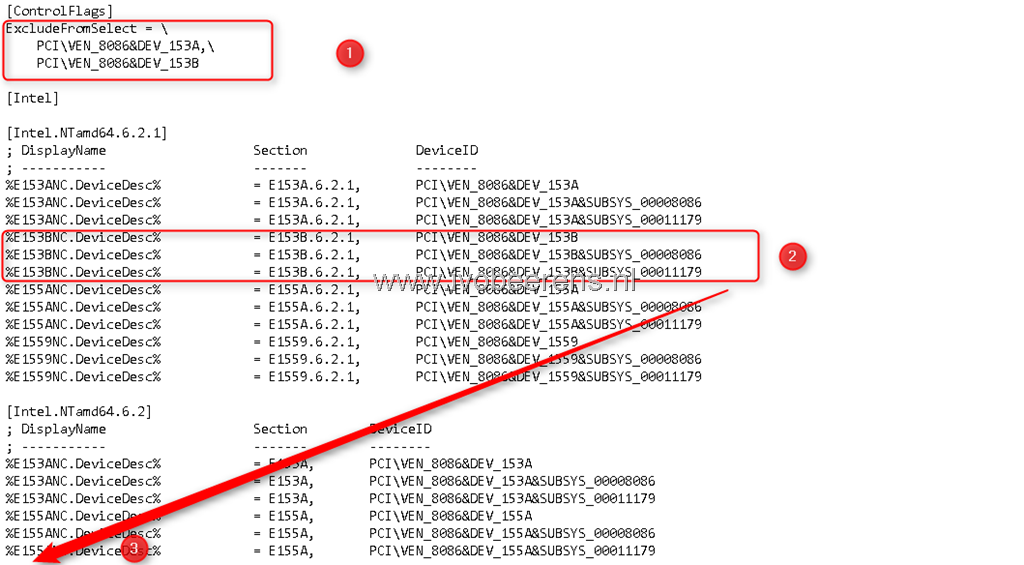 [ControlFlags]
ExcludeFromSelect = \
PCI\VEN_8086&DEV_153A,\
PCI\VEN_8086&DEV_153B
1
[Intel]
[Intel.NTamd64.6.2.1]
; DisplayName Section DeviceID
; ----------- ------- --------
%E153ANC.DeviceDesc% = E153A.6.2.1, PCI\VEN_8086&DEV_153A
%E153ANC.DeviceDesc% = E153A.6.2.1, PCI\VEN_8086&DEV_153A&SUBSYS_00008086
%E153ANC.DeviceDesc% = E153A.6.2.1, PCI\VEN_8086&DEV_153A&SUBSYS_00011179
%E153BNC.DeviceDesc% = E153B.6.2.1, PCI\VEN_8086&DEV_153B
%E153BNC.DeviceDesc% = E153B.6.2.1, PCI\VEN_8086&DEV_153B&SUBSYS_00008086
2
%E153BNC.DeviceDesc% = E153B.6.2.1, PCI\VEN_8086&DEV_153B&SUBSYS_00011179
www.ivobeerens.nl
%E155ANC.DeviceDesc% = E155A.6.2.1, PCI\VEN_8086&DEV_155A
%E155ANC.DeviceDesc% = E155A.6.2.1, PCI\VEN_8086&DEV_155A&SUBSYS_00008086
%E155ANC.DeviceDesc% = E155A.6.2.1, PCI\VEN_8086&DEV_155A&SUBSYS_00011179
%E1559NC.DeviceDesc% = E1559.6.2.1, PCI\VEN_8086&DEV_1559
%E1559NC.DeviceDesc% = E1559.6.2.1, PCI\VEN_8086&DEV_1559&SUBSYS_00008086
%E1559NC.DeviceDesc% = E1559.6.2.1, PCI\VEN_8086&DEV_1559&SUBSYS_00011179
[Intel.NTamd64.6.2]
; DisplayName Section DeviceID
; ----------- ------- --------
%E153ANC.DeviceDesc% = E153A, PCI\VEN_8086&DEV_153A
%E153ANC.DeviceDesc% = E153A, PCI\VEN_8086&DEV_153A&SUBSYS_00008086
%E153ANC.DeviceDesc% = E153A, PCI\VEN_8086&DEV_153A&SUBSYS_00011179
%E155ANC.DeviceDesc% = E155A, PCI\VEN_8086&DEV_155A
%E155ANC.DeviceDesc% = E155A, PCI\VEN_8086&DEV_155A&SUBSYS_00008086
%E155ANC.DeviceDesc% = E155A, PCI\VEN_8086&DEV_155A&SUBSYS_00011179
3